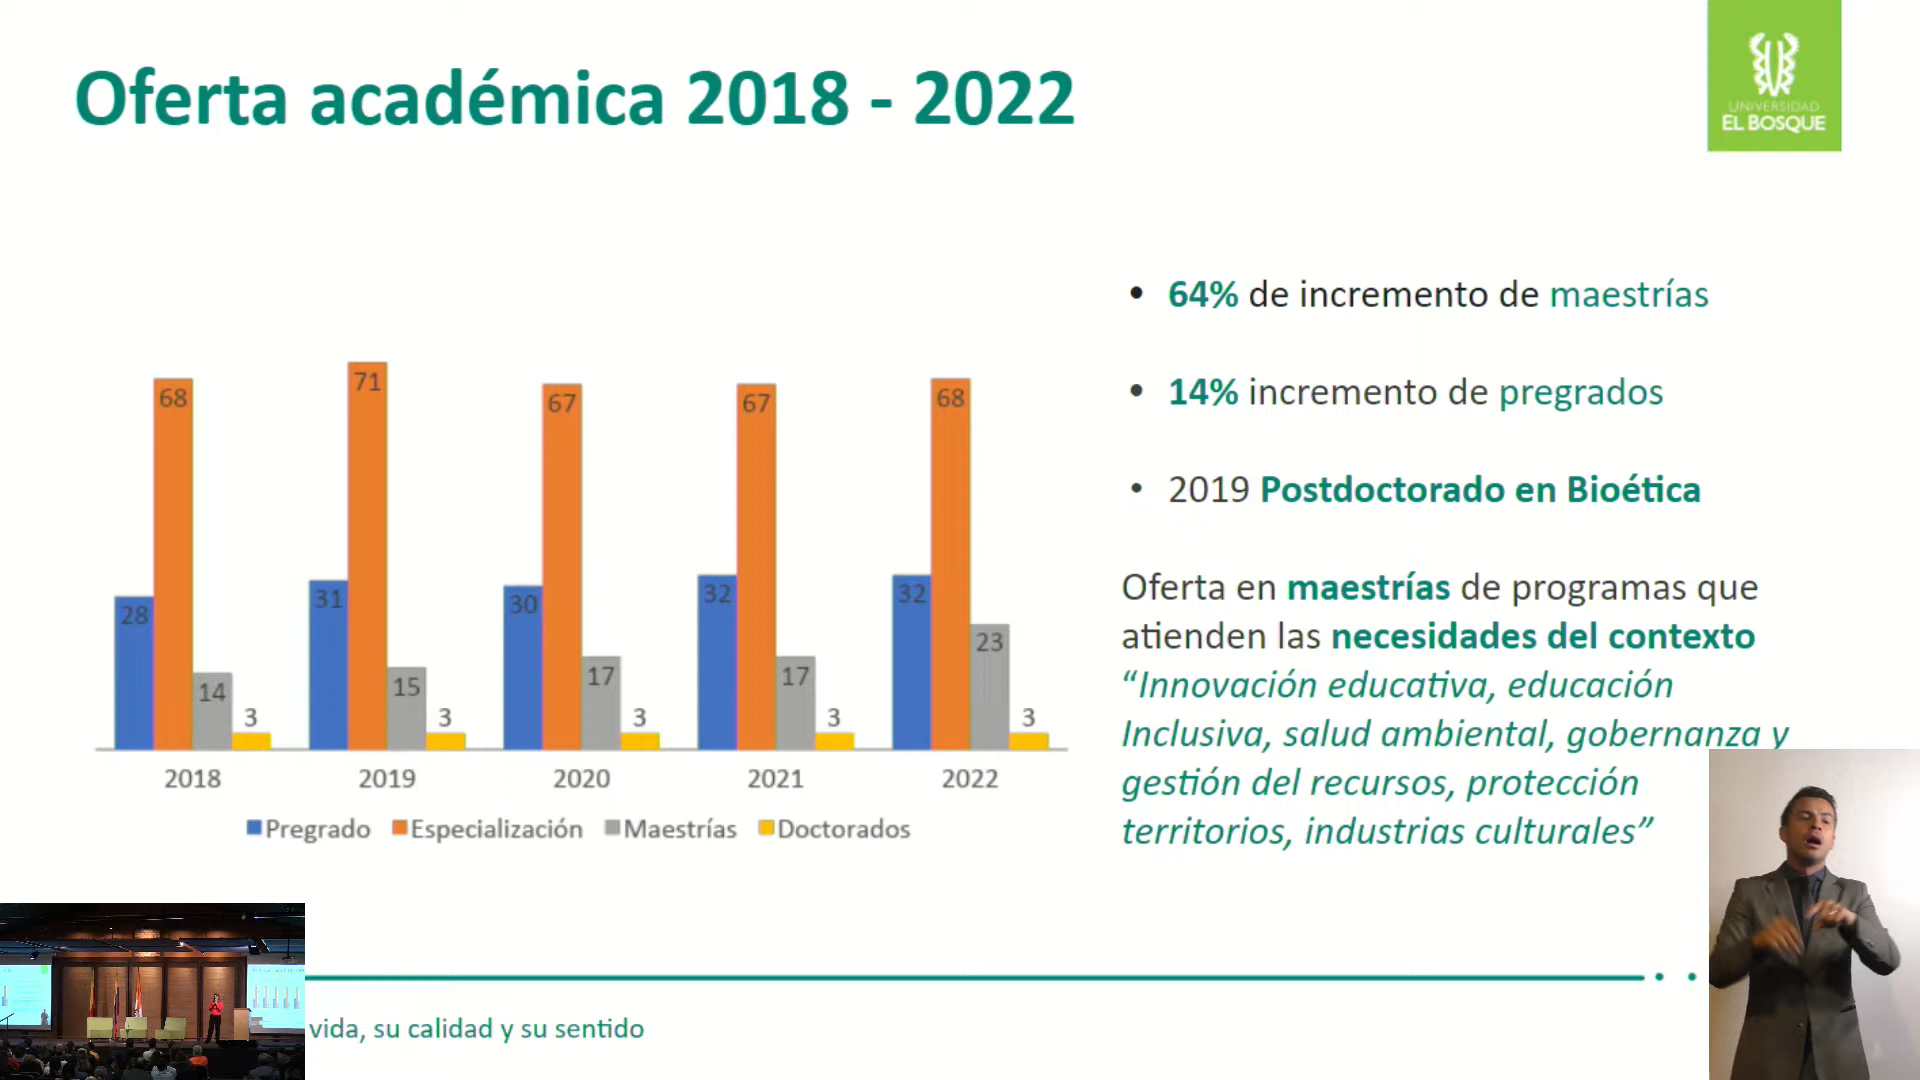 Oferta académica 2018 - 2022
UNIVERSIDAD
EL BOSQUE
• 64% de incremento de maestrías
• 14% incremento de pregrados
• 2019 Postdoctorado en Bioética
Oferta en maestrías de programas que
atienden las necesidades del contexto
“Innovación educativa, educación
Inclusiva, salud ambiental, gobernanza y
gestión del recursos, protección
territorios, industrias culturales”
28 68 14 3
31 71 15 3
30 67 17 3
32 67 17 3
32 68 23 3
2018 2019 2020 2021 2022
Pregrado Especialización Maestrías Doctorados
vida, su calidad y su sentido